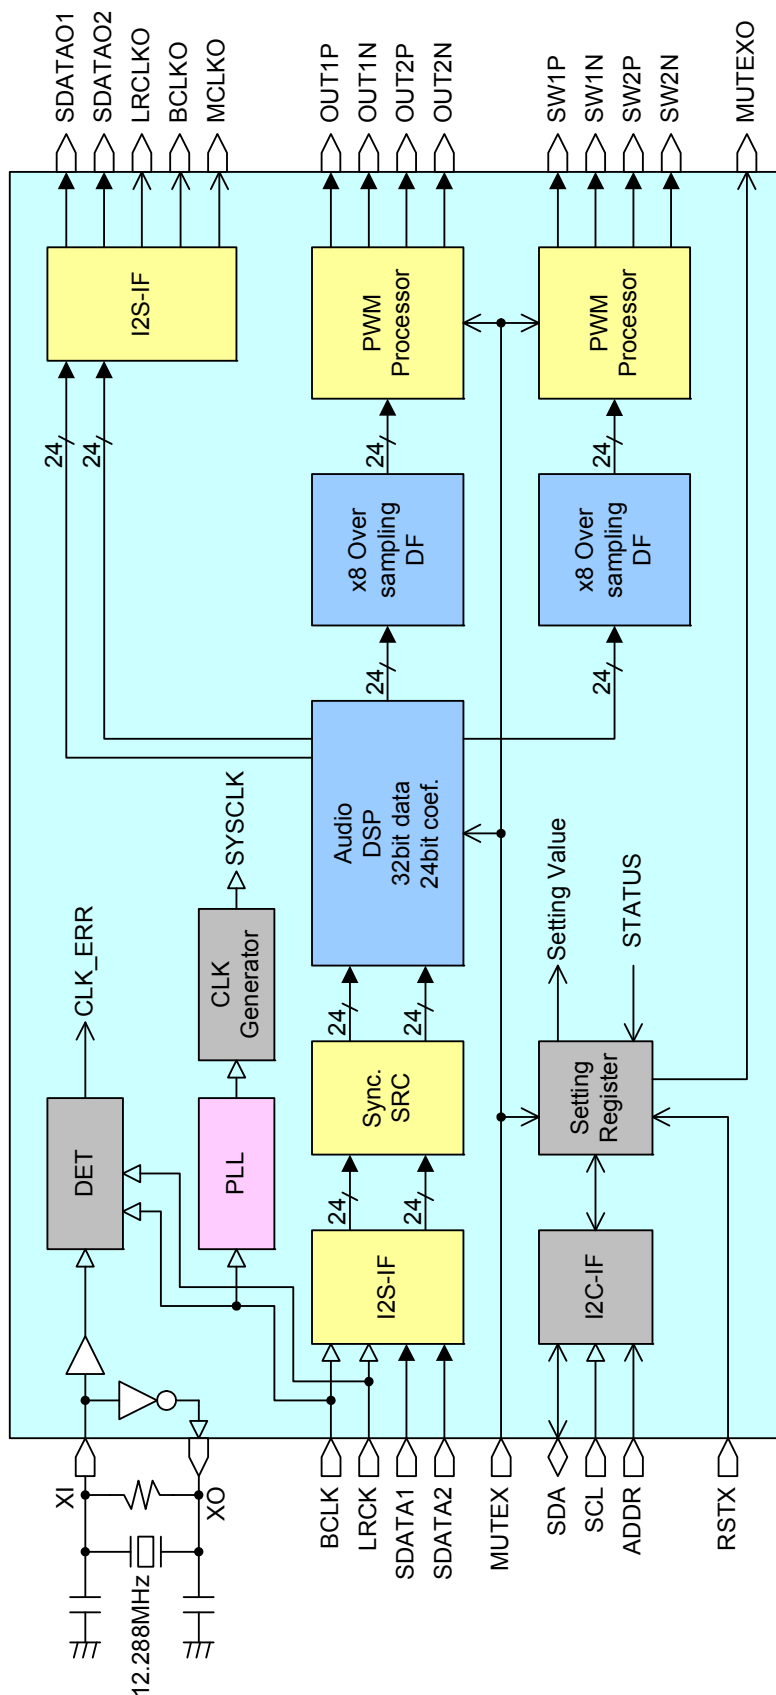 12.288MHz
XI
XO
BCLK
LRCK
SDATA1
SDATA2
MUTEX
SDA
SCL
ADDR
RSTX
DET
CLK_ERR
PLL
CLK
Generator
SYSCLK
I2S-IF
24
24
Sync.
SRC
24
24
Audio
DSP
32bit data
24bit coef.
24
x8 Over
sampling
DF
24
PWM
Processor
24
x8 Over
sampling
DF
24
PWM
Processor
24
24
I2S-IF
I2C-IF
Setting
Register
Setting Value
STATUS
SDATAO1
SDATAO2
LRCLKO
BCLKO
MCLKO
OUT1P
OUT1N
OUT2P
OUT2N
SW1P
SW1N
SW2P
SW2N
MUTEXO